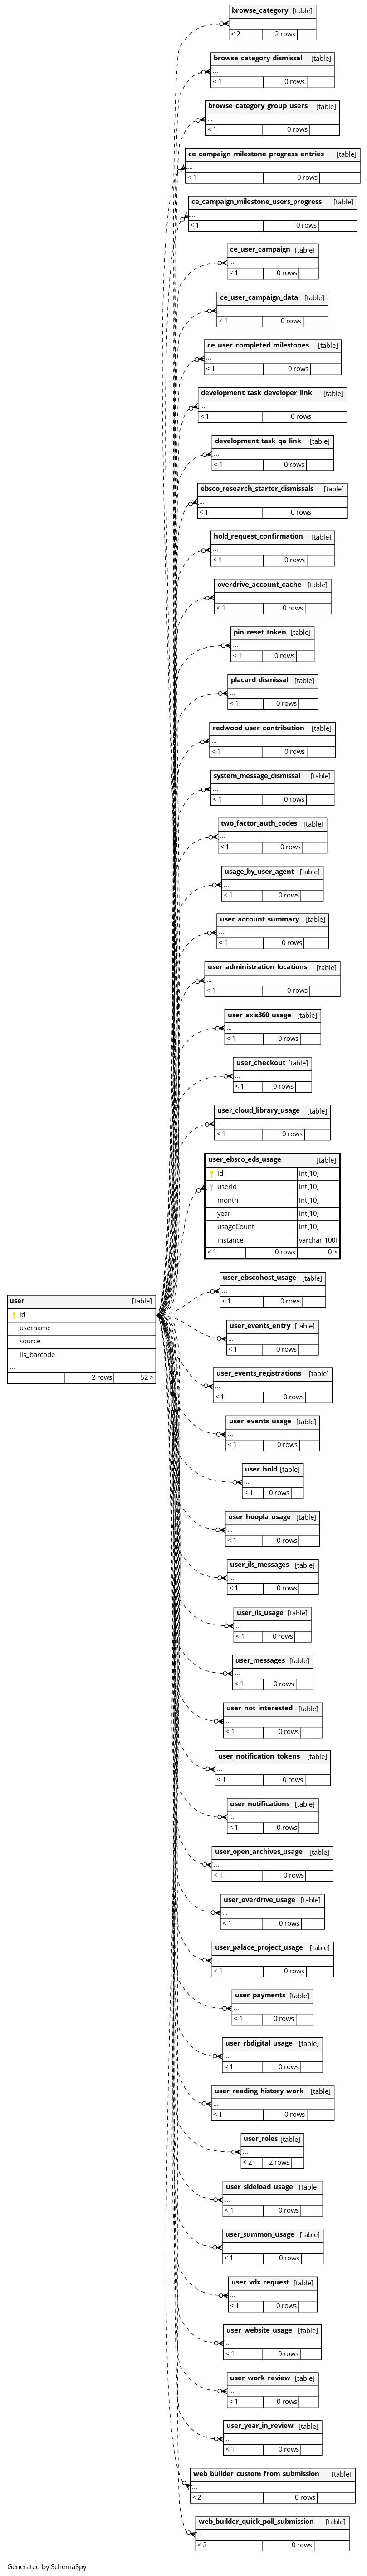 browse_category [table]
...
< 2 2 rows
browse_category_dismissal [table]
...
< 1 0 rows
browse_category_group_users [table]
...
< 1 0 rows
ce_campaign_milestone_progress_entries [table]
...
< 1 0 rows
ce_campaign_milestone_users_progress [table]
...
< 1 0 rows
ce_user_campaign [table]
...
< 1 0 rows
ce_user_campaign_data [table]
...
< 1 0 rows
ce_user_completed_milestones [table]
...
< 1 0 rows
development_task_developer_link [table]
...
< 1 0 rows
development_task_qa_link [table]
...
< 1 0 rows
ebsco_research_starter_dismissals [table]
...
< 1 0 rows
hold_request_confirmation [table]
...
< 1 0 rows
overdrive_account_cache [table]
...
< 1 0 rows
pin_reset_token [table]
...
< 1 0 rows
placard_dismissal [table]
...
< 1 0 rows
redwood_user_contribution [table]
...
< 1 0 rows
system_message_dismissal [table]
...
< 1 0 rows
two_factor_auth_codes [table]
...
< 1 0 rows
usage_by_user_agent [table]
...
< 1 0 rows
user_account_summary [table]
...
< 1 0 rows
user_administration_locations [table]
...
< 1 0 rows
user_axis360_usage [table]
...
< 1 0 rows
user_checkout [table]
...
< 1 0 rows
user_cloud_library_usage [table]
...
< 1 0 rows
user_ebsco_eds_usage [table]
id int[10]
userId int[10]
month int[10]
year int[10]
usageCount int[10]
instance varchar[100]
< 1 0 rows 0 >
user [table]
id
username
source
ils_barcode
...
2 rows 52 >
user_ebscohost_usage [table]
...
< 1 0 rows
user_events_entry [table]
...
< 1 0 rows
user_events_registrations [table]
...
< 1 0 rows
user_events_usage [table]
...
< 1 0 rows
user_hold [table]
...
< 1 0 rows
user_hoopla_usage [table]
...
< 1 0 rows
user_ils_messages [table]
...
< 1 0 rows
user_ils_usage [table]
...
< 1 0 rows
user_messages [table]
...
< 1 0 rows
user_not_interested [table]
...
< 1 0 rows
user_notification_tokens [table]
...
< 1 0 rows
user_notifications [table]
...
< 1 0 rows
user_open_archives_usage [table]
...
< 1 0 rows
user_overdrive_usage [table]
...
< 1 0 rows
user_palace_project_usage [table]
...
< 1 0 rows
user_payments [table]
...
< 1 0 rows
user_rbdigital_usage [table]
...
< 1 0 rows
user_reading_history_work [table]
...
< 1 0 rows
user_roles [table]
...
< 2 2 rows
user_sideload_usage [table]
...
< 1 0 rows
user_summon_usage [table]
...
< 1 0 rows
user_vdx_request [table]
...
< 1 0 rows
user_website_usage [table]
...
< 1 0 rows
user_work_review [table]
...
< 1 0 rows
user_year_in_review [table]
...
< 1 0 rows
web_builder_custom_from_submission [table]
...
< 2 0 rows
web_builder_quick_poll_submission [table]
...
< 2 0 rows
Generated by SchemaSpy